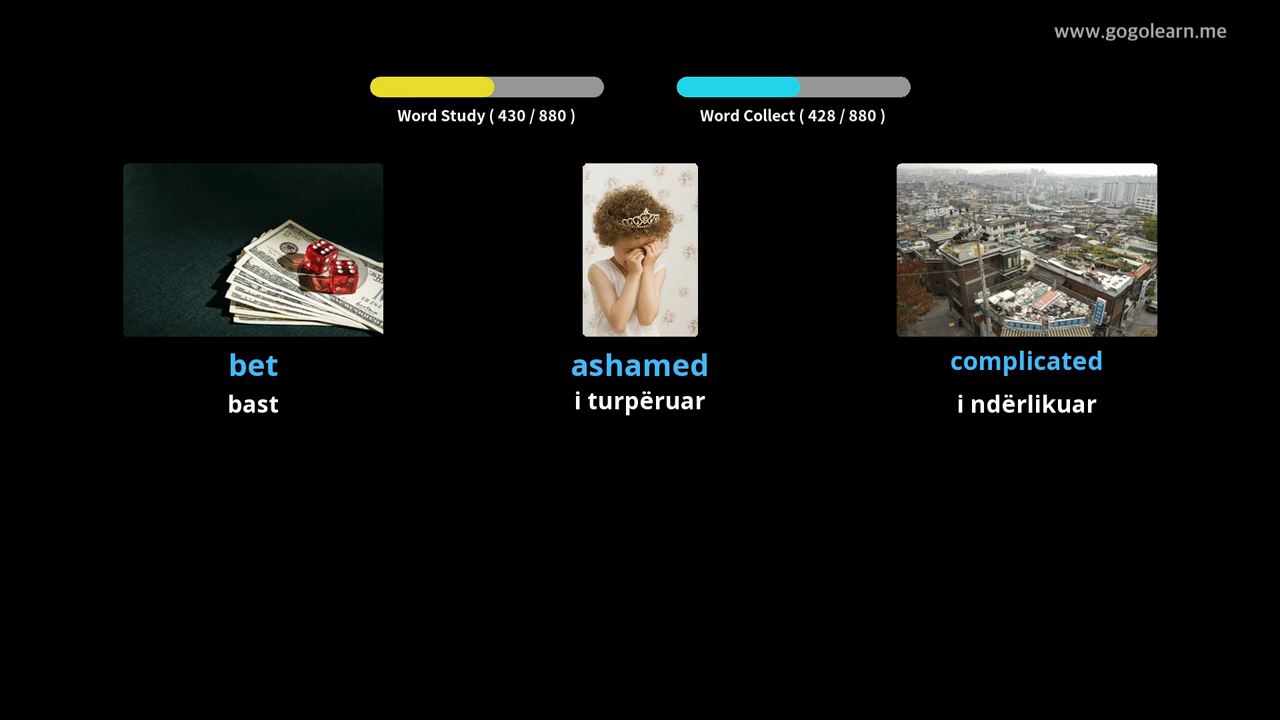 www.gogolearn.me
Word Study ( 430 / 880 )
Word Collect ( 428 / 880 )
bet
bast
ashamed
i turpëruar
complicated
i ndërlikuar